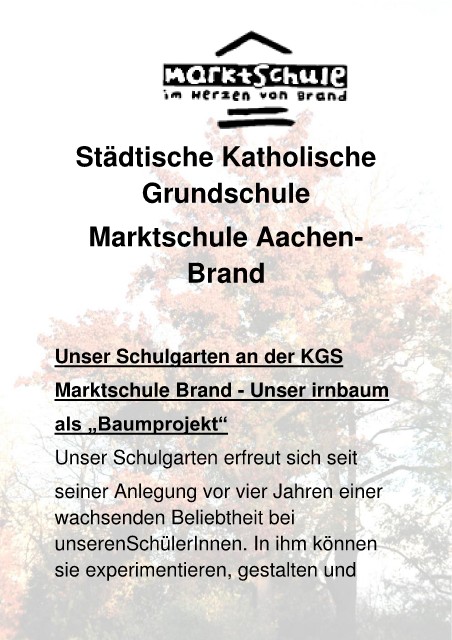 marktschule
im Herzen von Brand
Städtische Katholische
Grundschule
Marktschule Aachen-
Brand
Unser Schulgarten an der KGS
Marktschule Brand - Unser irnbaum
als „Baumprojekt“
Unser Schulgarten erfreut sich seit
seiner Anlegung vor vier Jahren einer
wachsenden Beliebtheit bei
unserenSchülerInnen. In ihm können
sie experimentieren, gestalten und